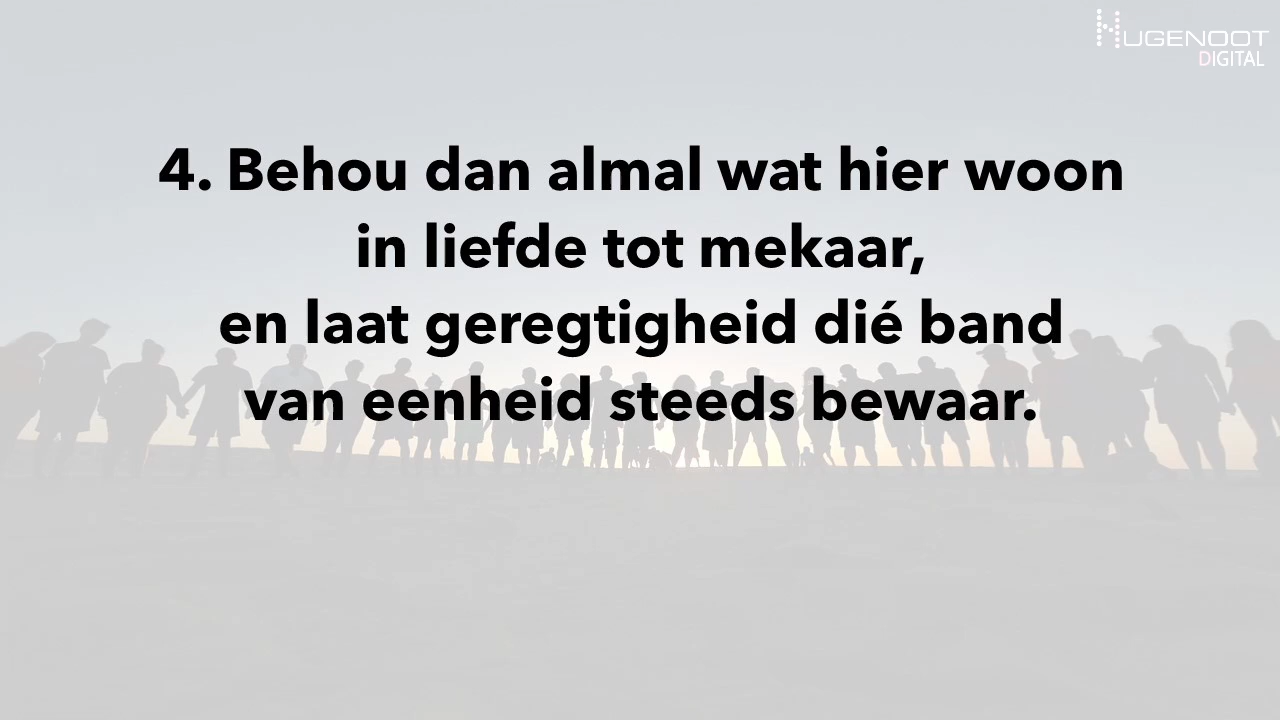 HUGENOOT
DIGITAL
4. Behou dan almal wat hier woon
in liefde tot mekaar,
en laat geregtigheid dié band
van eenheid steeds bewaar.